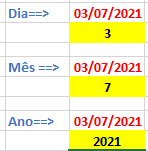 Dia==> 03/07/2021
3
Mês ==> 03/07/2021
7
Ano==> 03/07/2021
2021